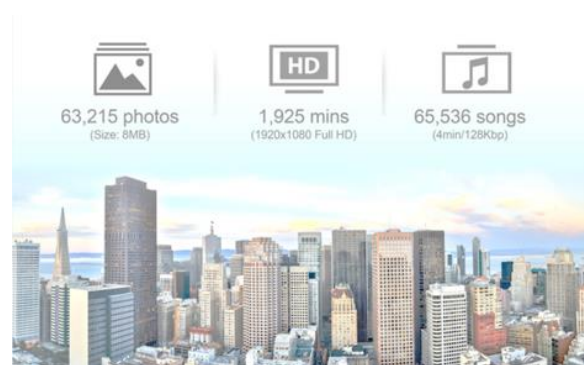 HD
63,215 photos
(Size: 8MB)
1,925 mins
(1920x1080 Full HD)
65,536 songs
(4min/128Kbp)